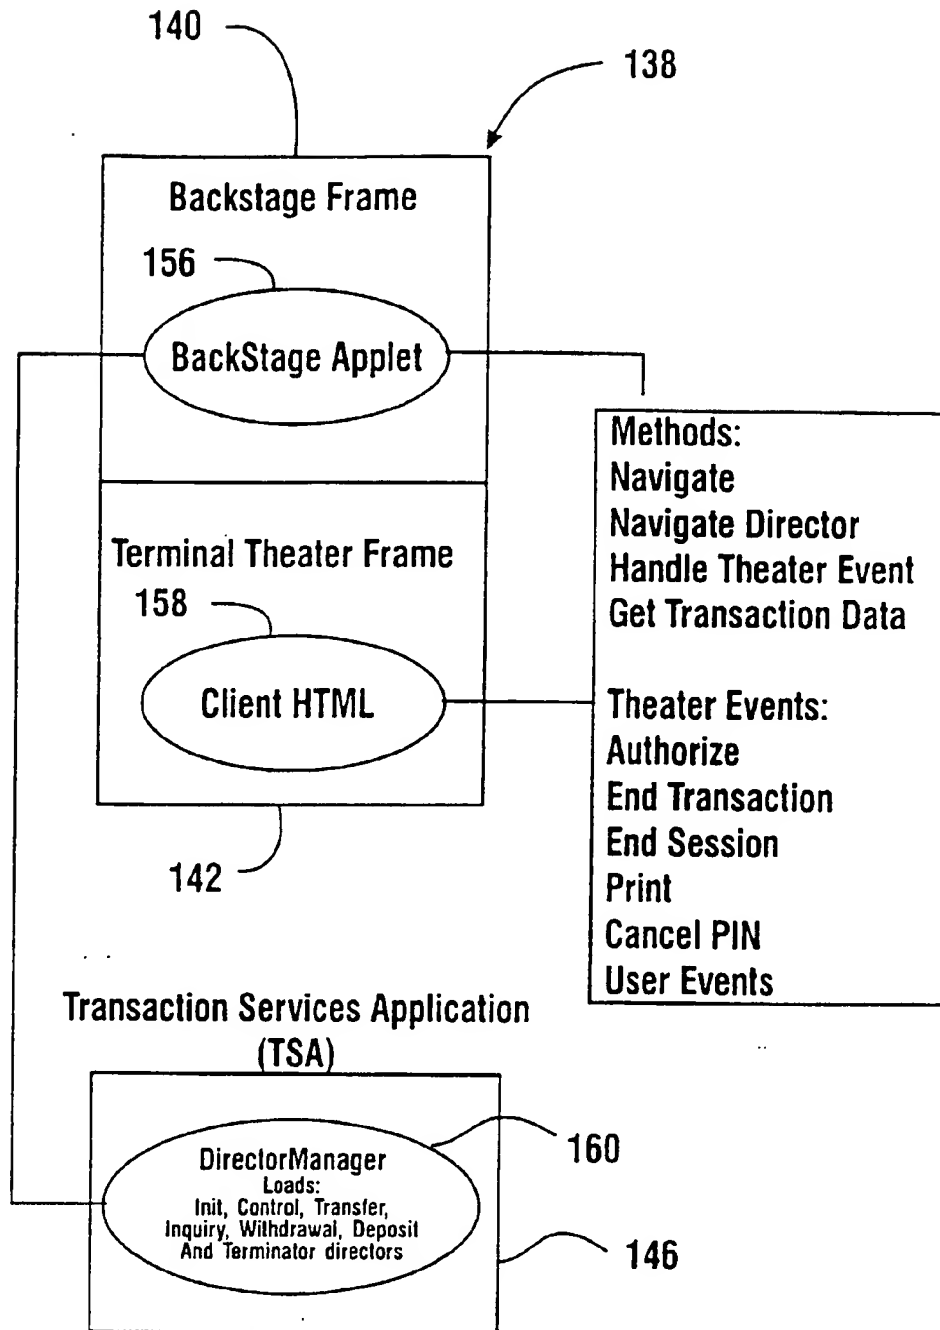 140
138
Backstage Frame
156
BackStage Applet
Methods:
Navigate
Navigate Director
Handle Theater Event
Get Transaction Data
Terminal Theater Frame
158
Client HTML
Theater Events:
Authorize
End Transaction
End Session
Print
Cancel PIN
User Events
142
Transaction Services Application
(TSA)
160
DirectorManager
Loads:
Init, Control, Transfer,
Inquiry, Withdrawal, Deposit
And Terminator directors
146